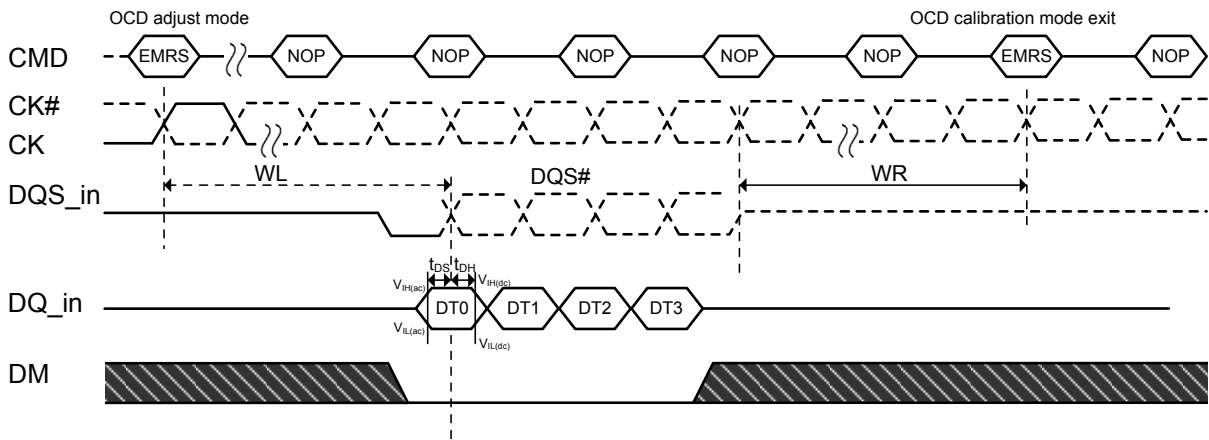 OCD adjust mode
OCD calibration mode exit
CMD
EMRS
NOP
NOP
NOP
NOP
NOP
EMRS
NOP
CK#
CK
WL
DQS#
WR
DQS_in
tDS
tDH
VIH(ac)
VIH(dc)
DQ_in
DT0
DT1
DT2
DT3
VIL(ac)
VIL(dc)
DM